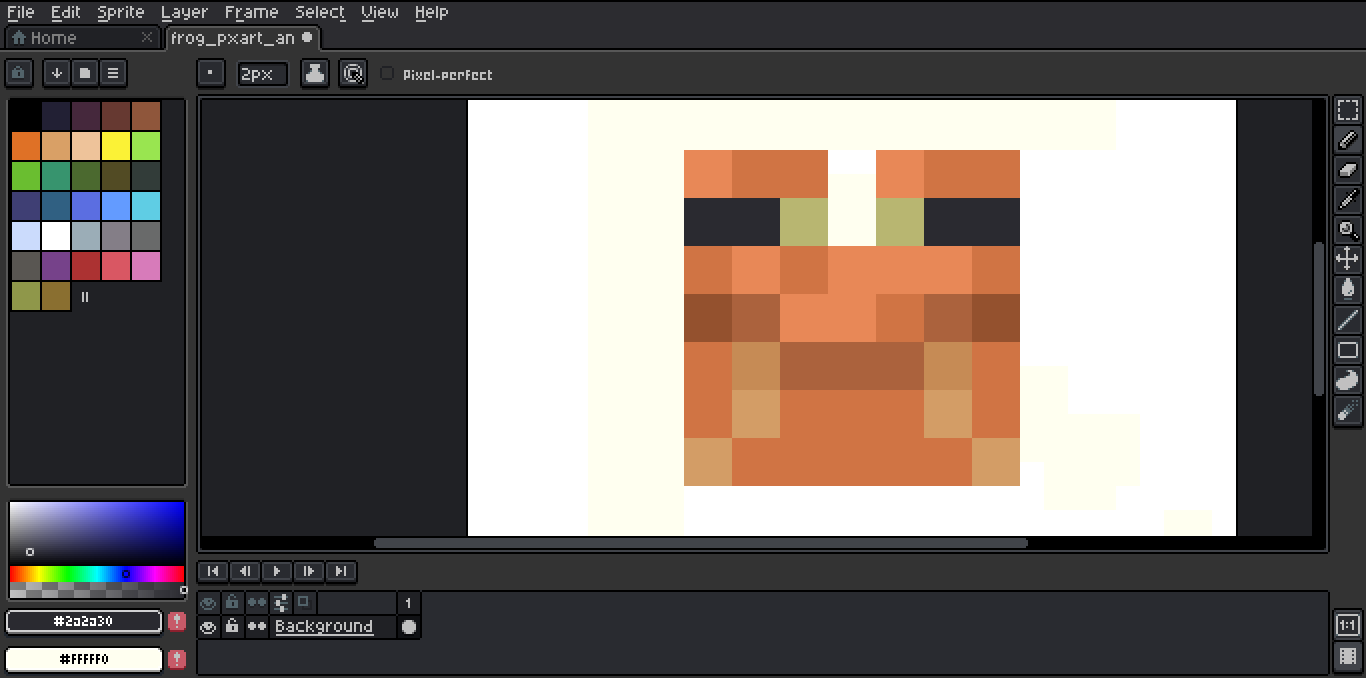 File Edit Sprite Layer Frame Select View Help
Home frog_pxart_an
2px Pixel-perfect
#2a2a30
#fffff0
1
Background
1:1